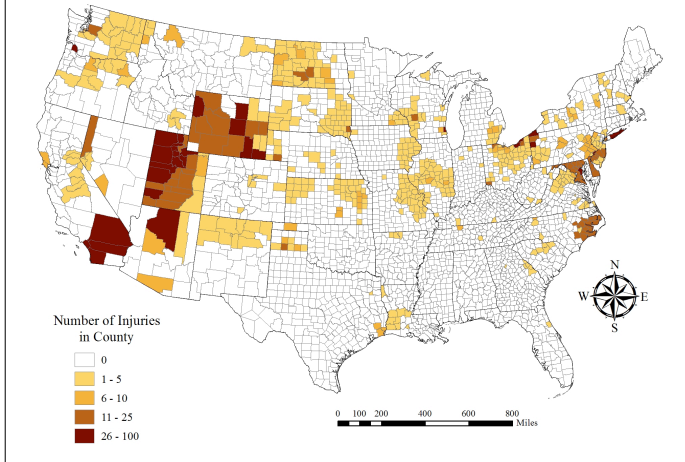 N
W E
S
Number of Injuries
in County
0
1 - 5
6 - 10
11 - 25
26 - 100
0 100 200 400 600 800
Miles